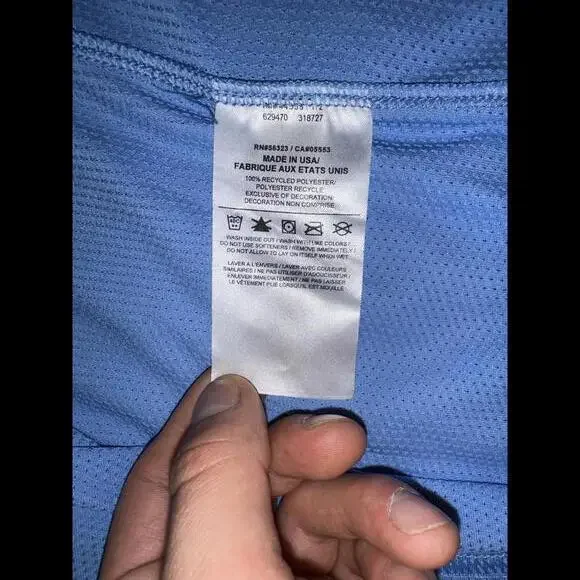 629470 318727
RN#56323 / CA#05553
MADE IN USA/
FABRIQUE AUX ETATS UNIS
100% RECYCLED POLYESTER/
POLYESTER RECYCLE
EXCLUSIVE OF DECORATION/
DECORATION NON COMPRISE
WASH INSIDE OUT / WASH WITH LIKE COLORS/
DO NOT USE SOFTENERS / REMOVE IMMEDIATELY /
DO NOT ALLOW TO LAY ON ITSELF WHEN WET
LAVER A L'ENVERS / LAVER AVEC COULEURS
SIMILAIRES / NE PAS UTILISER D'ADOUCISSEUR/
ENLEVER IMMEDIATEMENT / NE PAS LAISSER
LE VÊTEMENT PLIE LORSQU'IL EST MOUILLE